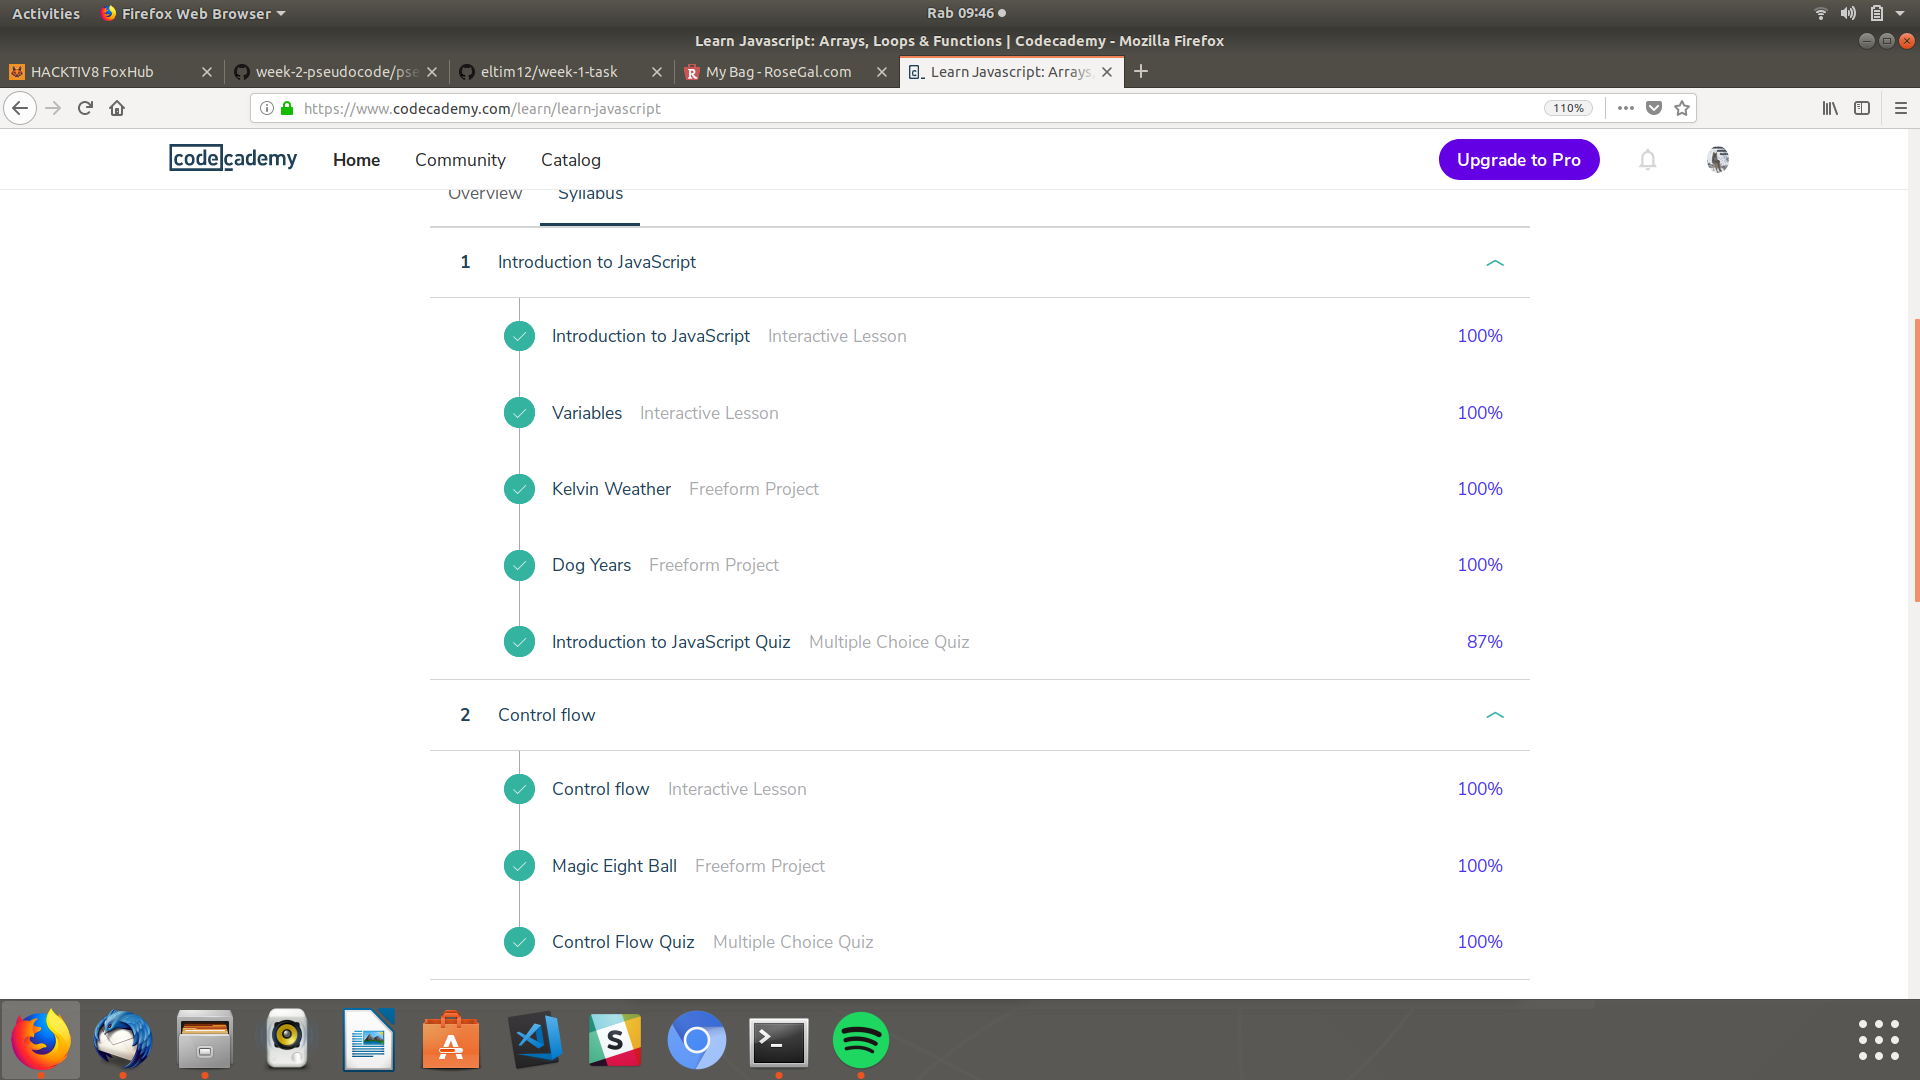 Activities Firefox Web Browser Rab 09:46
Learn Javascript: Arrays, Loops & Functions | Codecademy - Mozilla Firefox
HACKTIV8 FoxHub week-2-pseudocode/pse eltim12/week-1-task My Bag - RoseGal.com Learn Javascript: Arrays,
https://www.codecademy.com/learn/learn-javascript 110%
codecademy Home Community Catalog Upgrade to Pro
Overview Syllabus
1 Introduction to JavaScript
Introduction to JavaScript Interactive Lesson 100%
Variables Interactive Lesson 100%
Kelvin Weather Freeform Project 100%
Dog Years Freeform Project 100%
Introduction to JavaScript Quiz Multiple Choice Quiz 87%
2 Control flow
Control flow Interactive Lesson 100%
Magic Eight Ball Freeform Project 100%
Control Flow Quiz Multiple Choice Quiz 100%